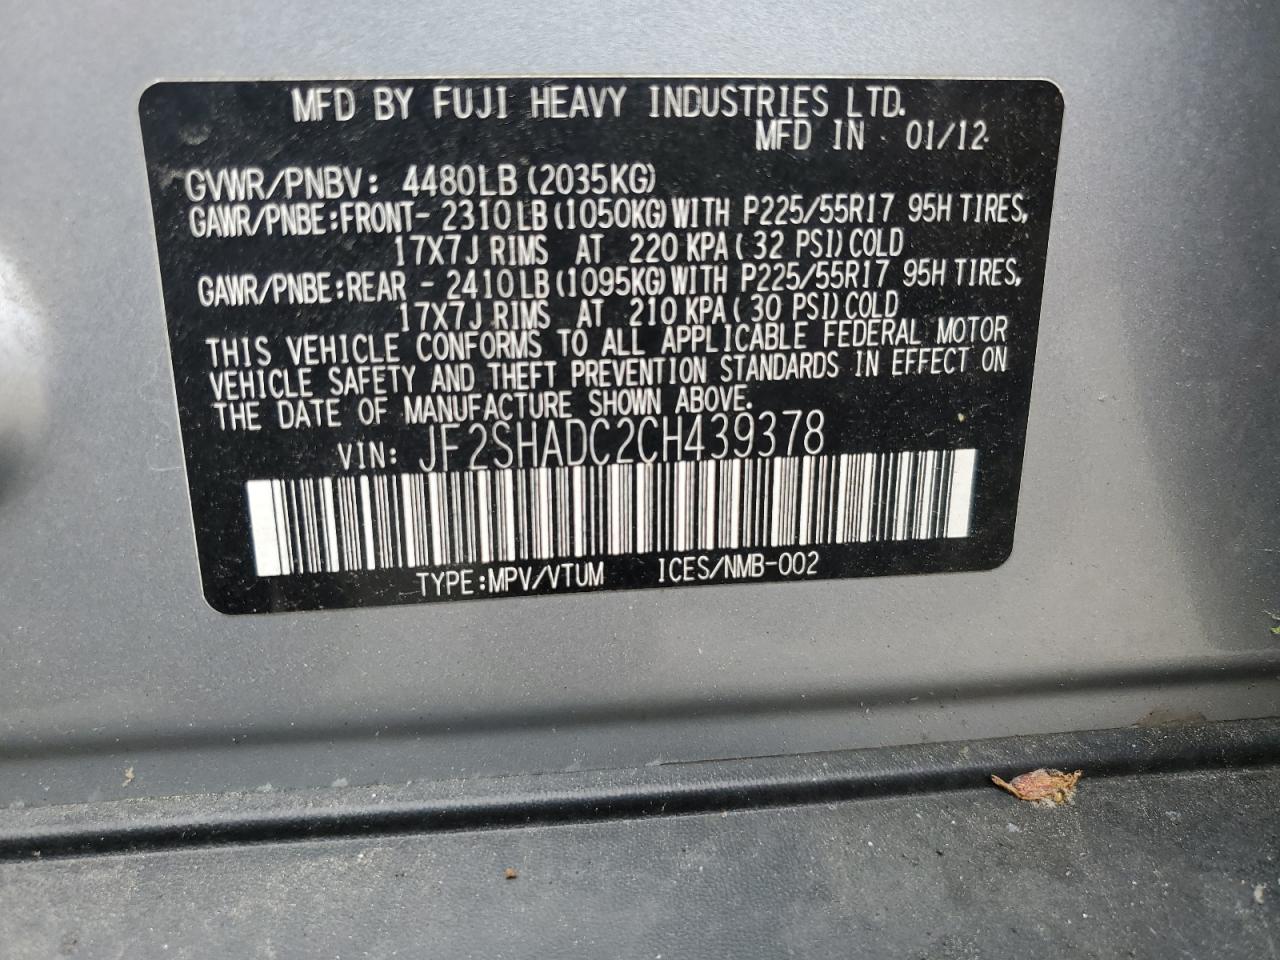 MFD BY FUJI HEAVY INDUSTRIES LTD.
MFD IN 01/12
GVWR/PNBV: 4480LB (2035KG)
GAWR/PNBE:FRONT- 2310LB (1050KG) WITH P225/55R17 95H TIRES,
17X7J RIMS AT 220 KPA ( 32 PSI) COLD
GAWR/PNBE:REAR - 2410LB (1095KG) WITH P225/55R17 95H TIRES,
17X7J RIMS AT 210 KPA ( 30 PSI) COLD
THIS VEHICLE CONFORMS TO ALL APPLICABLE FEDERAL MOTOR
VEHICLE SAFETY AND THEFT PREVENTION STANDARDS IN EFFECT ON
THE DATE OF MANUFACTURE SHOWN ABOVE.
VIN: JF2SHADC2CH439378
TYPE:MPV/VTUM ICES/NMB-002